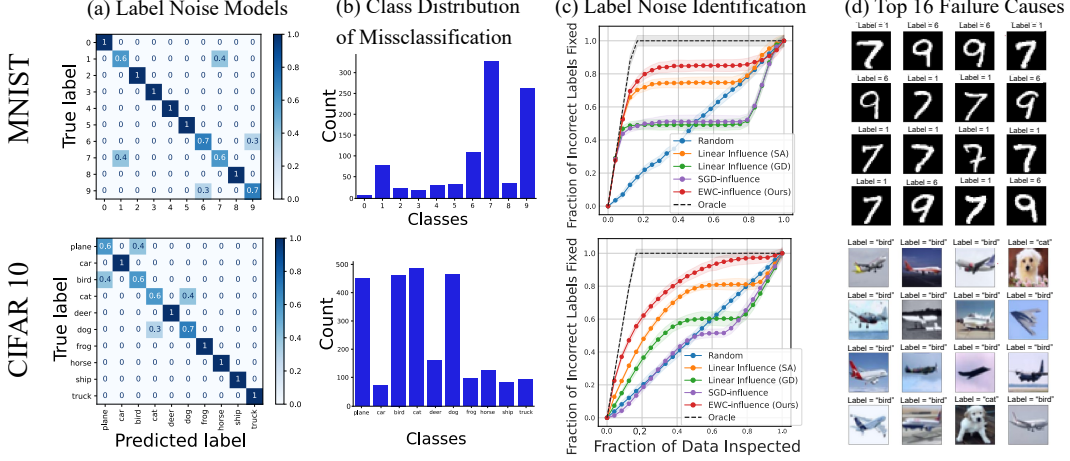 (a) Label Noise Models
(b) Class Distribution
of Missclassification
(c) Label Noise Identification
(d) Top 16 Failure Causes
MNIST
True label
0 1 0 0 0 0 0 0 0 0 0
1 0 0.6 0 0 0 0 0 0.4 0 0
2 0 0 1 0 0 0 0 0 0 0
3 0 0 0 1 0 0 0 0 0 0
4 0 0 0 0 1 0 0 0 0 0
5 0 0 0 0 0 1 0 0 0 0
6 0 0 0 0 0 0 0.7 0 0 0.3
7 0 0.4 0 0 0 0 0 0.6 0 0
8 0 0 0 0 0 0 0 0 1 0
9 0 0 0 0 0 0 0.3 0 0 0.7
0 1 2 3 4 5 6 7 8 9
1.0
0.8
0.6
0.4
0.2
0.0
Count
300
250
200
150
100
50
0
0 1 2 3 4 5 6 7 8 9
Classes
Fraction of Incorrect Labels Fixed
1.0
0.8
0.6
0.4
0.2
0.0
Random
Linear Influence (SA)
Linear Influence (GD)
SGD-influence
EWC-influence (Ours)
Oracle
0.0 0.2 0.4 0.6 0.8 1.0
Label = 1 Label = 6 Label = 6 Label = 1
7 9 9 7
Label = 6 Label = 1 Label = 1 Label = 6
9 7 7 9
Label = 1 Label = 1 Label = 1 Label = 1
7 7 7 7
Label = 1 Label = 6 Label = 1 Label = 6
7 9 7 9
CIFAR 10
True label
plane 0.6 0 0.4 0 0 0 0 0 0 0
car 0 1 0 0 0 0 0 0 0 0
bird 0.4 0 0.6 0 0 0 0 0 0 0
cat 0 0 0 0.6 0 0.4 0 0 0 0
deer 0 0 0 0 1 0 0 0 0 0
dog 0 0 0 0.3 0 0.7 0 0 0 0
frog 0 0 0 0 0 0 1 0 0 0
horse 0 0 0 0 0 0 0 1 0 0
ship 0 0 0 0 0 0 0 0 1 0
truck 0 0 0 0 0 0 0 0 0 1
plane car bird cat deer dog frog horse ship truck
Predicted label
1.0
0.8
0.6
0.4
0.2
0.0
Count
500
400
300
200
100
0
plane car bird cat deer dog frog horse ship truck
Classes
Fraction of Incorrect Labels Fixed
1.0
0.8
0.6
0.4
0.2
0.0
Random
Linear Influence (SA)
Linear Influence (GD)
SGD-influence
EWC-influence (Ours)
Oracle
0.0 0.2 0.4 0.6 0.8 1.0
Fraction of Data Inspected
Label = "bird" Label = "bird" Label = "bird" Label = "cat"
Label = "bird" Label = "bird" Label = "bird" Label = "bird"
Label = "bird" Label = "bird" Label = "bird" Label = "bird"
Label = "bird" Label = "bird" Label = "cat" Label = "bird"